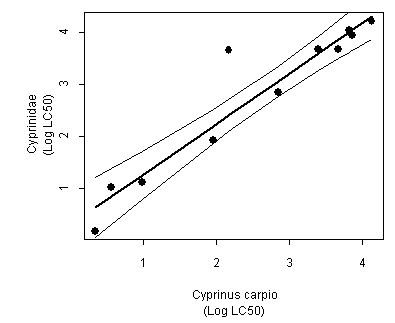 Cyprinidae
(Log LC50)
4
3
2
1
1 2 3 4
Cyprinus carpio
(Log LC50)